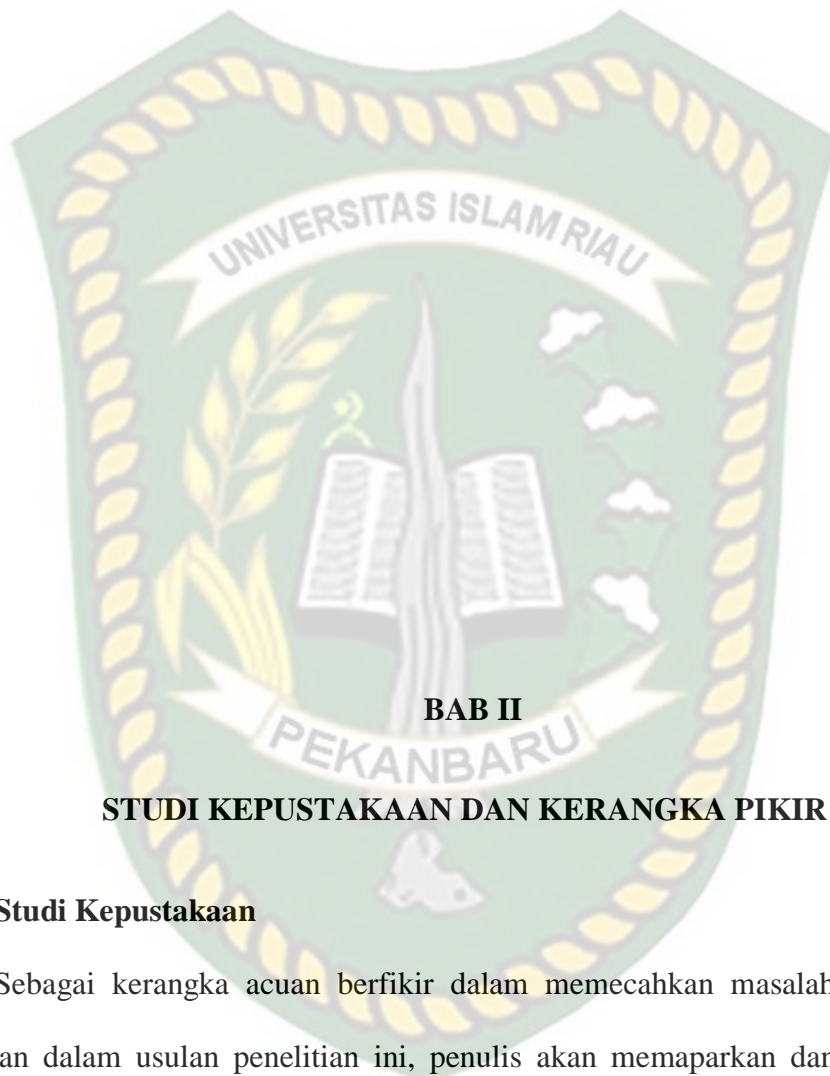 UNIVERSITAS ISLAM RIAU
BAB II
PEKANBARU
STUDI KEPUSTAKAAN DAN KERANGKA PIKIR
Studi Kepustakaan
Sebagai kerangka acuan berfikir dalam memecahkan masalah
an dalam usulan penelitian ini, penulis akan memaparkan dan